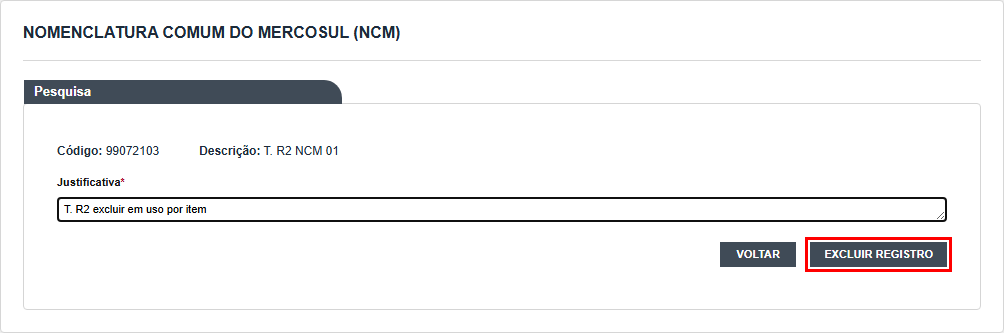 NOMENCLATURA COMUM DO MERCOSUL (NCM)
Pesquisa
Código: 99072103 Descrição: T. R2 NCM 01
Justificativa*
T. R2 excluir em uso por item
VOLTAR EXCLUIR REGISTRO